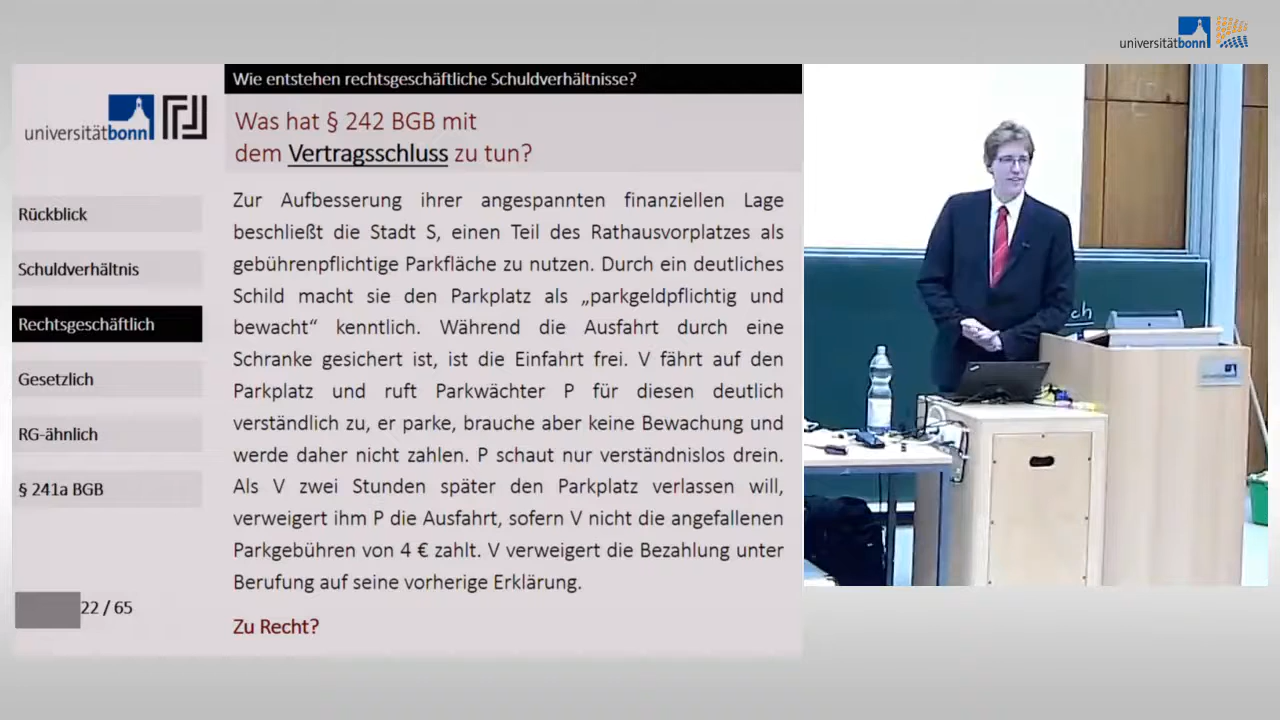 universitätbonn
Wie entstehen rechtsgeschäftliche Schuldverhältnisse?
universitätbonn
Was hat § 242 BGB mit
dem Vertragsschluss zu tun?
Rückblick
Schuldverhältnis
Rechtsgeschäftlich
Gesetzlich
RG-ähnlich
§ 241a BGB
22 / 65
Zur Aufbesserung ihrer angespannten finanziellen Lage
beschließt die Stadt S, einen Teil des Rathausvorplatzes als
gebührenpflichtige Parkfläche zu nutzen. Durch ein deutliches
Schild macht sie den Parkplatz als „parkgeldpflichtig und
bewacht“ kenntlich. Während die Ausfahrt durch eine
Schranke gesichert ist, ist die Einfahrt frei. V fährt auf den
Parkplatz und ruft Parkwächter P für diesen deutlich
verständlich zu, er parke, brauche aber keine Bewachung und
werde daher nicht zahlen. P schaut nur verständnislos drein.
Als V zwei Stunden später den Parkplatz verlassen will,
verweigert ihm P die Ausfahrt, sofern V nicht die angefallenen
Parkgebühren von 4 € zahlt. V verweigert die Bezahlung unter
Berufung auf seine vorherige Erklärung.
Zu Recht?